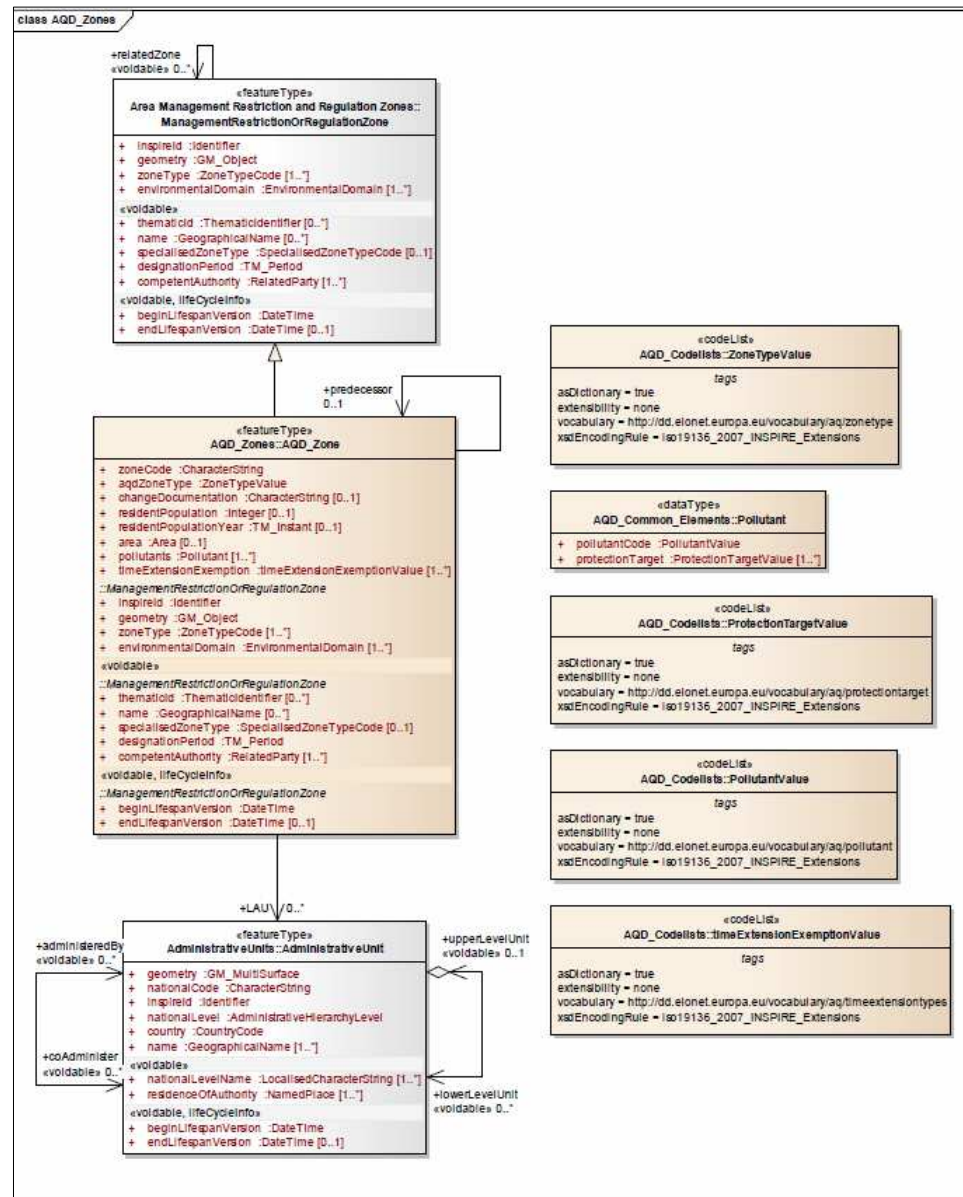 class AQD_Zones
+relatedZone
«voidable» 0..*
«featureType»
Area Management Restriction and Regulation Zones::
ManagementRestrictionOrRegulationZone
+ inspireId :Identifier
+ geometry :GM_Object
+ zoneType :ZoneTypeCode [1..*]
+ environmentalDomain :EnvironmentalDomain [1..*]
«voidable»
+ thematicId :ThematicIdentifier [0..*]
+ name :GeographicalName [0..*]
+ specialisedZoneType :SpecialisedZoneTypeCode [0..1]
+ designationPeriod :TM_Period
+ competentAuthority :RelatedParty [1..*]
«voidable, lifeCycleInfo»
+ beginLifespanVersion :DateTime
+ endLifespanVersion :DateTime [0..1]
+predecessor
0..1
«featureType»
AQD_Zones::AQD_Zone
+ zoneCode :CharacterString
+ aqdZoneType :ZoneTypeValue
+ changeDocumentation :CharacterString [0..1]
+ residentPopulation :Integer [0..1]
+ residentPopulationYear :TM_Instant [0..1]
+ area :Area [0..1]
+ pollutants :Pollutant [1..*]
+ timeExtensionExemption :timeExtensionExemptionValue [1..*]
::ManagementRestrictionOrRegulationZone
+ inspireId :Identifier
+ geometry :GM_Object
+ zoneType :ZoneTypeCode [1..*]
+ environmentalDomain :EnvironmentalDomain [1..*]
«voidable»
::ManagementRestrictionOrRegulationZone
+ thematicId :ThematicIdentifier [0..*]
+ name :GeographicalName [0..*]
+ specialisedZoneType :SpecialisedZoneTypeCode [0..1]
+ designationPeriod :TM_Period
+ competentAuthority :RelatedParty [1..*]
«voidable, lifeCycleInfo»
::ManagementRestrictionOrRegulationZone
+ beginLifespanVersion :DateTime
+ endLifespanVersion :DateTime [0..1]
+LAU 0..*
«featureType»
AdministrativeUnits::AdministrativeUnit
+ geometry :GM_MultiSurface
+ nationalCode :CharacterString
+ inspireId :Identifier
+ nationalLevel :AdministrativeHierarchyLevel
+ country :CountryCode
+ name :GeographicalName [1..*]
«voidable»
+ nationalLevelName :LocalisedCharacterString [1..*]
+ residenceOfAuthority :NamedPlace [1..*]
«voidable, lifeCycleInfo»
+ beginLifespanVersion :DateTime
+ endLifespanVersion :DateTime [0..1]
+administeredBy
«voidable» 0..*
+coAdminister
«voidable» 0..*
+upperLevelUnit
«voidable» 0..1
+lowerLevelUnit
«voidable» 0..*
«codeList»
AQD_Codelists::ZoneTypeValue
tags
asDictionary = true
extensibility = none
vocabulary = http://dd.eionet.europa.eu/vocabulary/aq/zonetype
xsdEncodingRule = iso19136_2007_INSPIRE_Extensions
«dataType»
AQD_Common_Elements::Pollutant
+ pollutantCode :PollutantValue
+ protectionTarget :ProtectionTargetValue [1..*]
«codeList»
AQD_Codelists::ProtectionTargetValue
tags
asDictionary = true
extensibility = none
vocabulary = http://dd.eionet.europa.eu/vocabulary/aq/protectiontarget
xsdEncodingRule = iso19136_2007_INSPIRE_Extensions
«codeList»
AQD_Codelists::PollutantValue
tags
asDictionary = true
extensibility = none
vocabulary = http://dd.eionet.europa.eu/vocabulary/aq/pollutant
xsdEncodingRule = iso19136_2007_INSPIRE_Extensions
«codeList»
AQD_Codelists::timeExtensionExemptionValue
tags
asDictionary = true
extensibility = none
vocabulary = http://dd.eionet.europa.eu/vocabulary/aq/timeextensiontypes
xsdEncodingRule = iso19136_2007_INSPIRE_Extensions